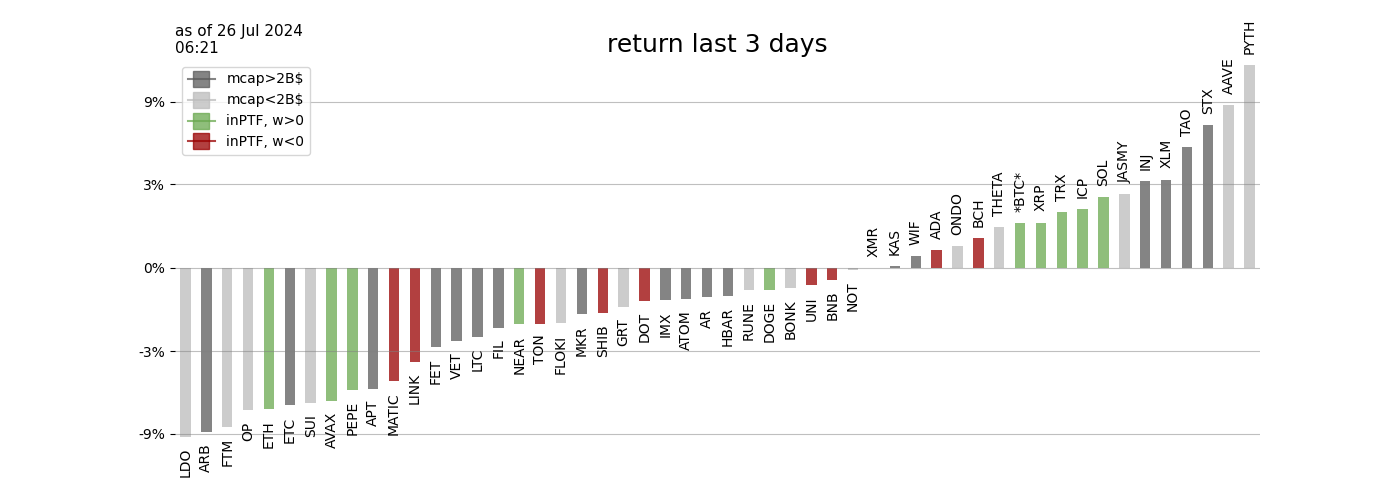 as of 26 Jul 2024
06:21
return last 3 days
mcap>2B$
mcap<2B$
inPTF, w>0
inPTF, w<0
9%
3%
0%
-3%
-9%
LDO
ARB
FTM
OP
ETH
ETC
SUI
AVAX
PEPE
APT
MATIC
LINK
FET
VET
LTC
FIL
NEAR
TON
FLOKI
MKR
SHIB
GRT
DOT
IMX
ATOM
AR
HBAR
RUNE
DOGE
BONK
UNI
BNB
NOT
XMR
KAS
WIF
ADA
ONDO
BCH
THETA
*BTC*
XRP
TRX
ICP
SOL
JASMY
INJ
XLM
TAO
STX
AAVE
PYTH